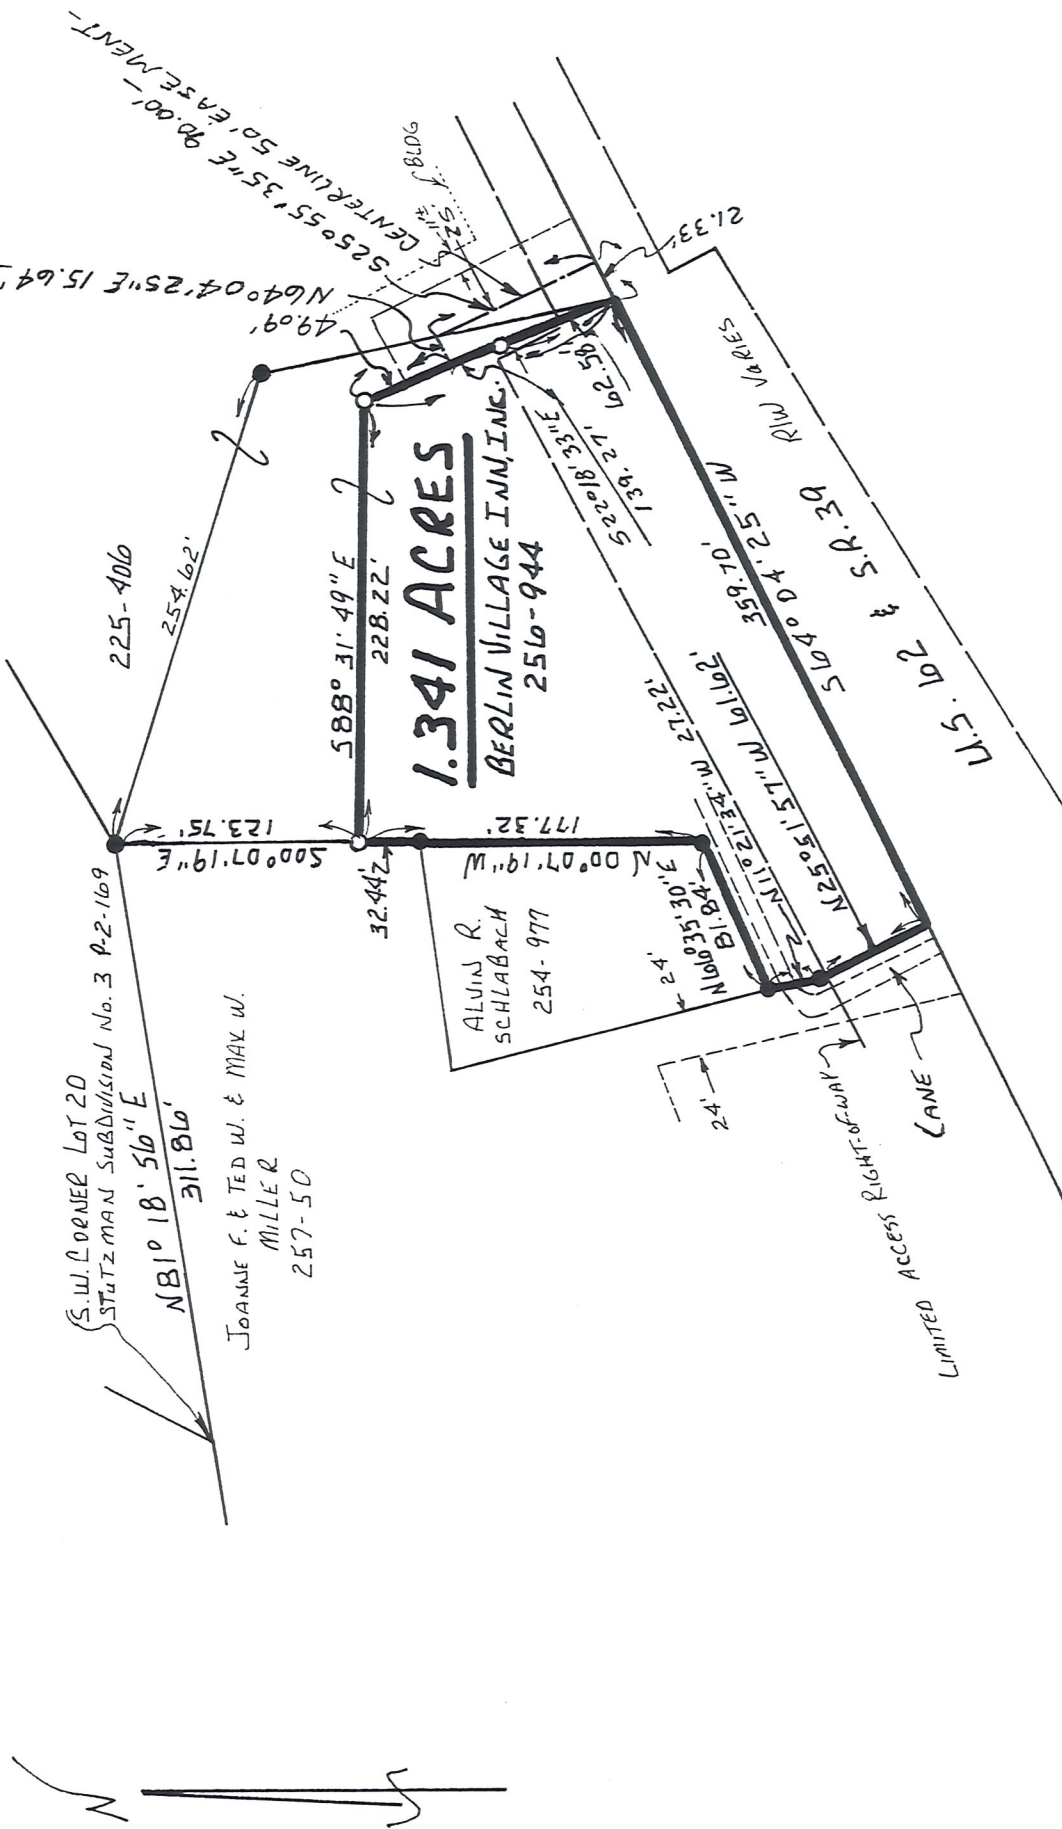 S.W. CORNER LOT 20
STUTZMAN SUBDIVISION No. 3 P-2-169
N81° 18' 56" E
311.86'
JOANNE F. & TED W. & MAX W.
MILLER
257-50
225-406
254.62'
S00° 07' 19" E
123.75'
S88° 31' 49" E
228.22'
1.341 ACRES
BERLIN VILLAGE INN, INC.
256-944
49.09'
N64° 04' 25" E 15.64'
S25° 55' 35" E 90.00'
CENTERLINE 50' EASEMENT
25'
BLDG
32.44'
N 00° 07' 19" W
177.32'
ALVIN R.
SCHLABACH
254-977
24'
N66° 35' 30" E
81.84'
N11° 21' 34" W 27.22'
N25° 51' 57" W 61.62'
S22° 18' 33" E
139.27'
62.58'
21.33'
359.70'
S64° 04' 25" W
U.S. 62 & S.R. 39
R/W VARIES
24'
LIMITED ACCESS RIGHT-OF-WAY
LANE
N